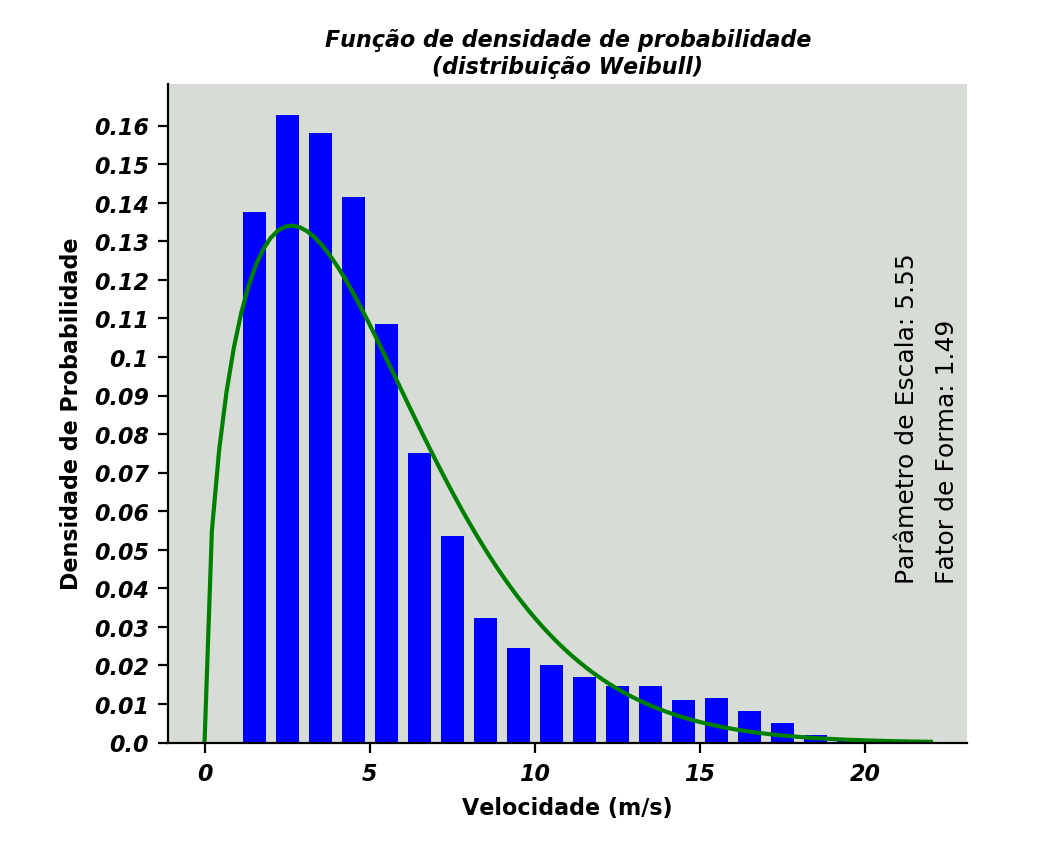 Função de densidade de probabilidade
(distribuição Weibull)
0.16
0.15
0.14
0.13
0.12
0.11
0.1
0.09
0.08
0.07
0.06
0.05
0.04
0.03
0.02
0.01
0.0
Densidade de Probabilidade
Parâmetro de Escala: 5.55
Fator de Forma: 1.49
0 5 10 15 20
Velocidade (m/s)